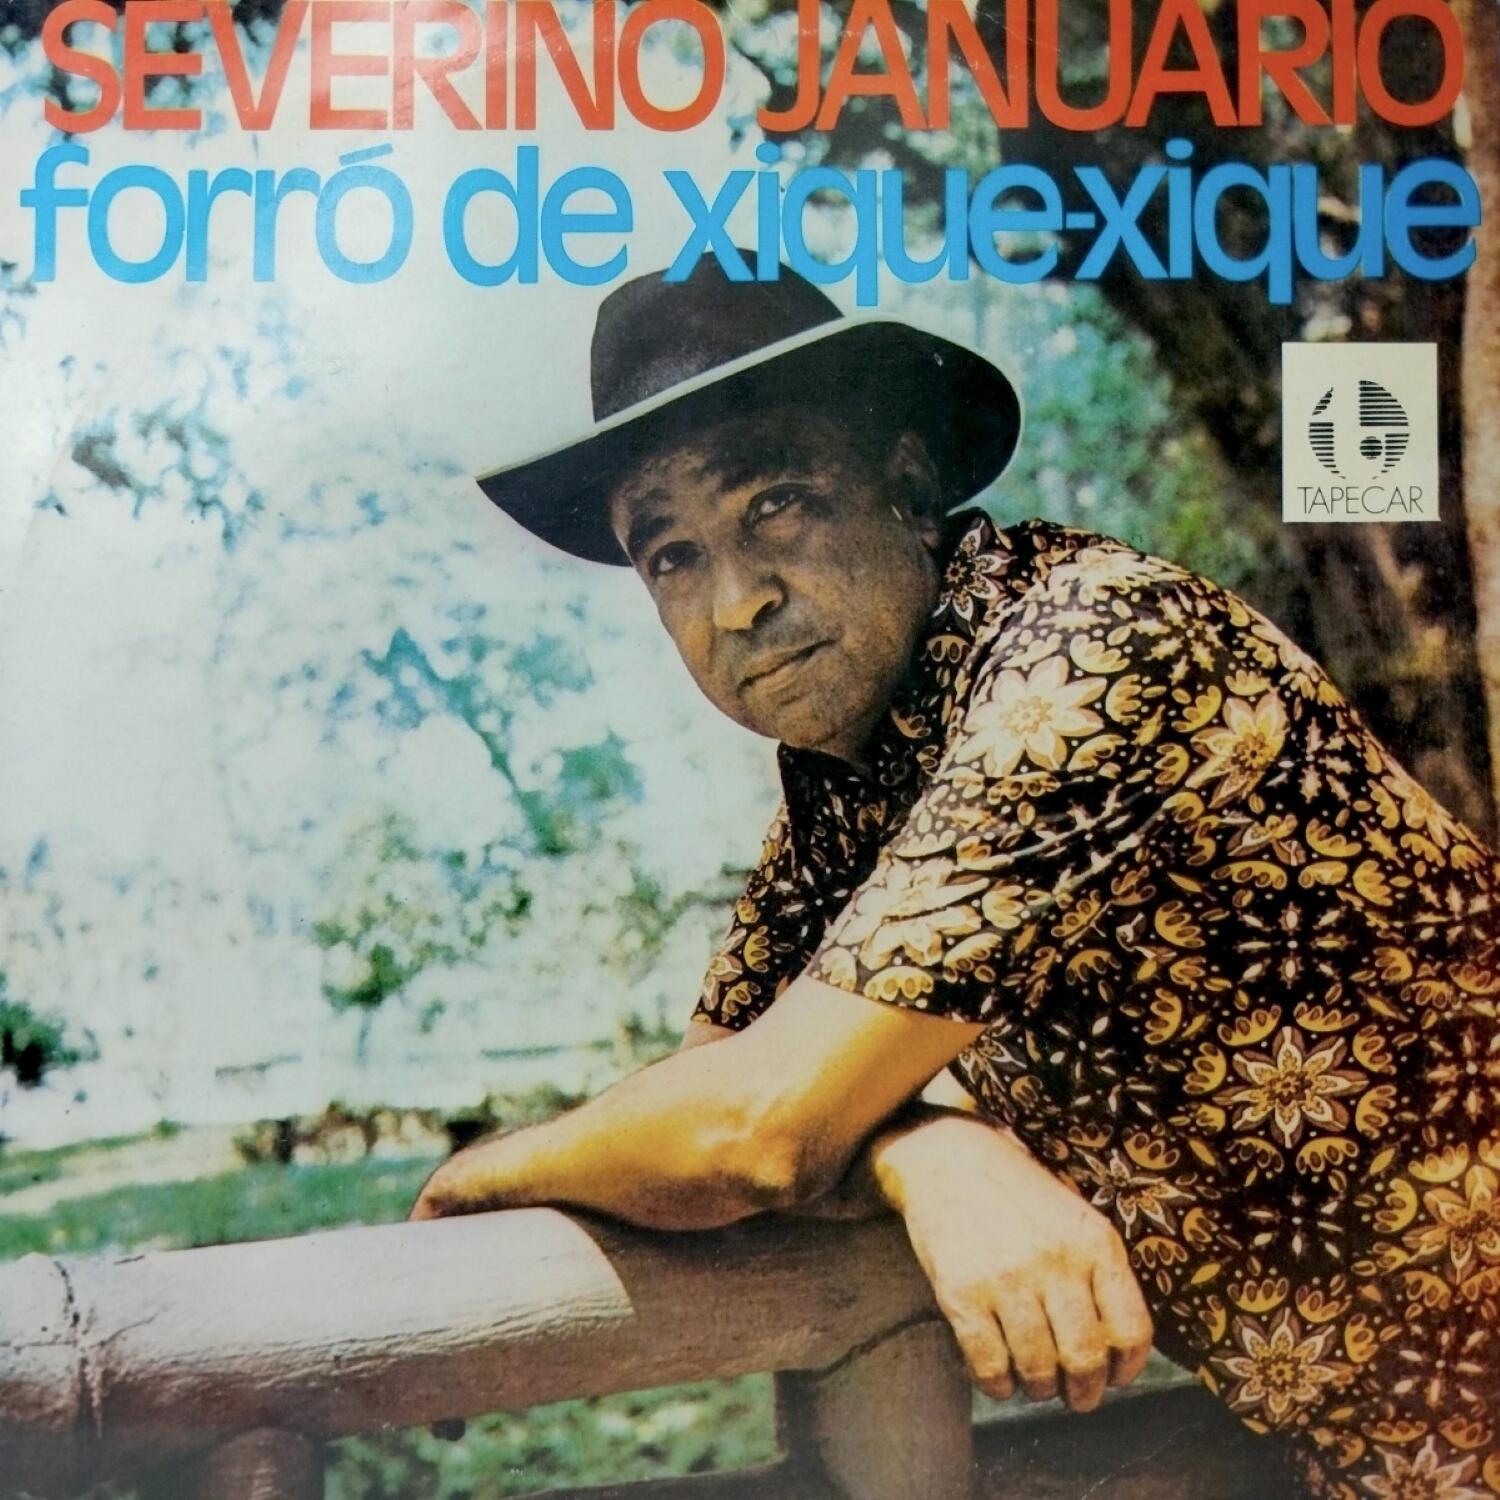 SEVERINO JANUARIO
forró de xique-xique
TAPECAR